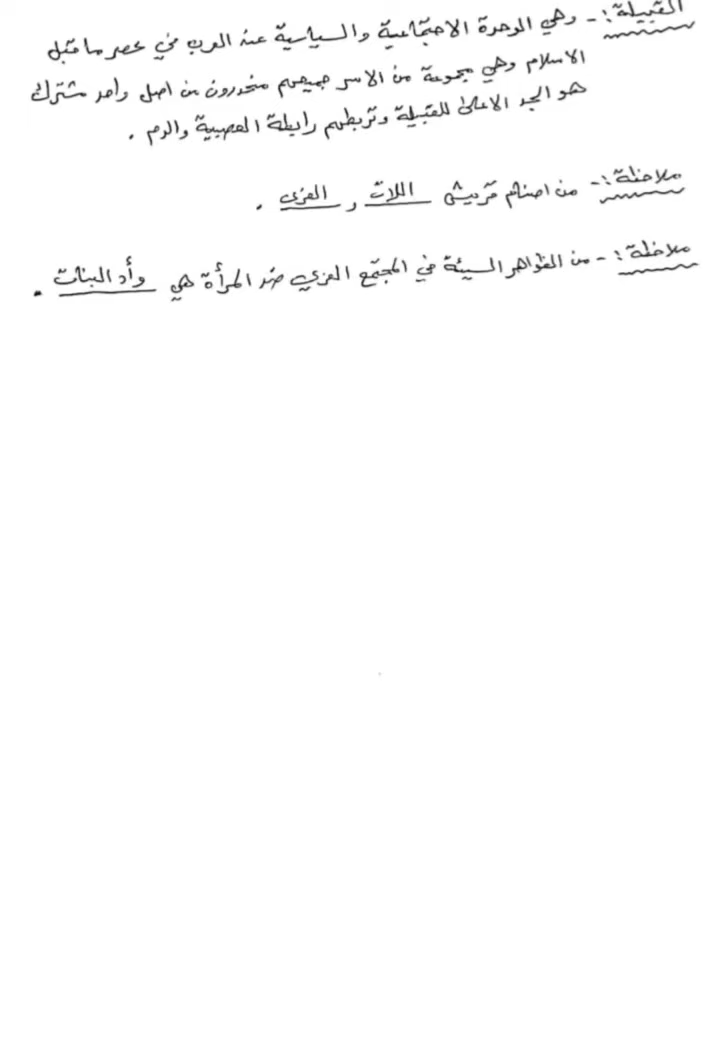 القبيلة :- وهي الوحدة الاجتماعية والسياسية عند العرب في عصر ما قبل
الاسلام وهي مجموعة من الاسر جميعهم منحدرون من اصل واحد مشترك
هو الجد الاعلى للقبيلة وتربطهم رابطة العصبية والدم .
ملاحظة :- من اصنام قريش اللات و العزى .
ملاحظة :- من الظواهر السيئة في المجتمع العربي ضد المرأة هي وأد البنات .